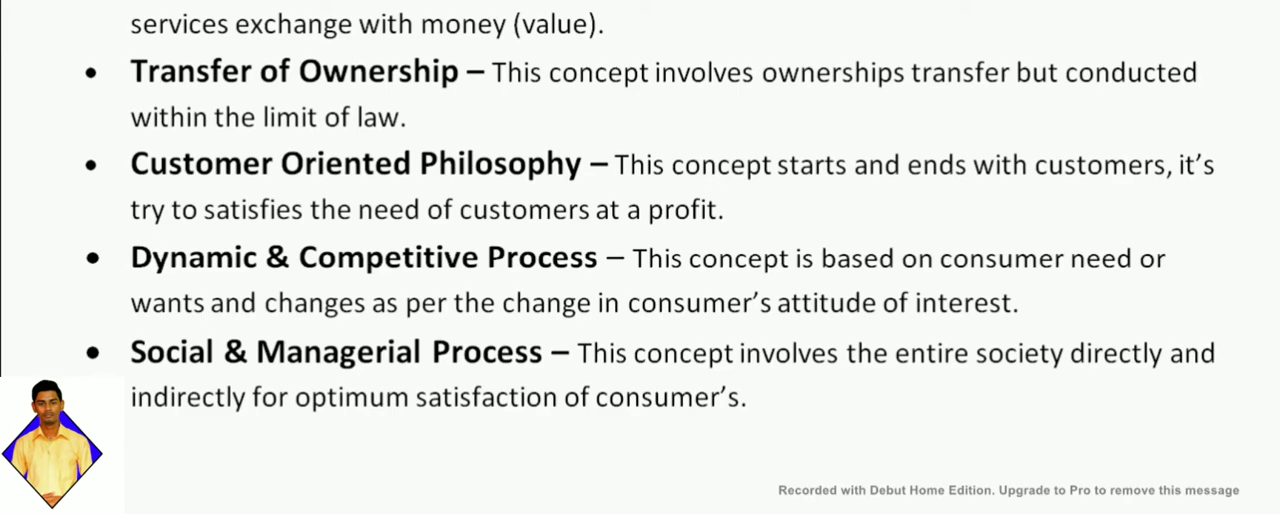 services exchange with money (value).
• Transfer of Ownership – This concept involves ownerships transfer but conducted
within the limit of law.
• Customer Oriented Philosophy – This concept starts and ends with customers, it's
try to satisfies the need of customers at a profit.
• Dynamic & Competitive Process – This concept is based on consumer need or
wants and changes as per the change in consumer's attitude of interest.
• Social & Managerial Process – This concept involves the entire society directly and
indirectly for optimum satisfaction of consumer's.
Recorded with Debut Home Edition. Upgrade to Pro to remove this message